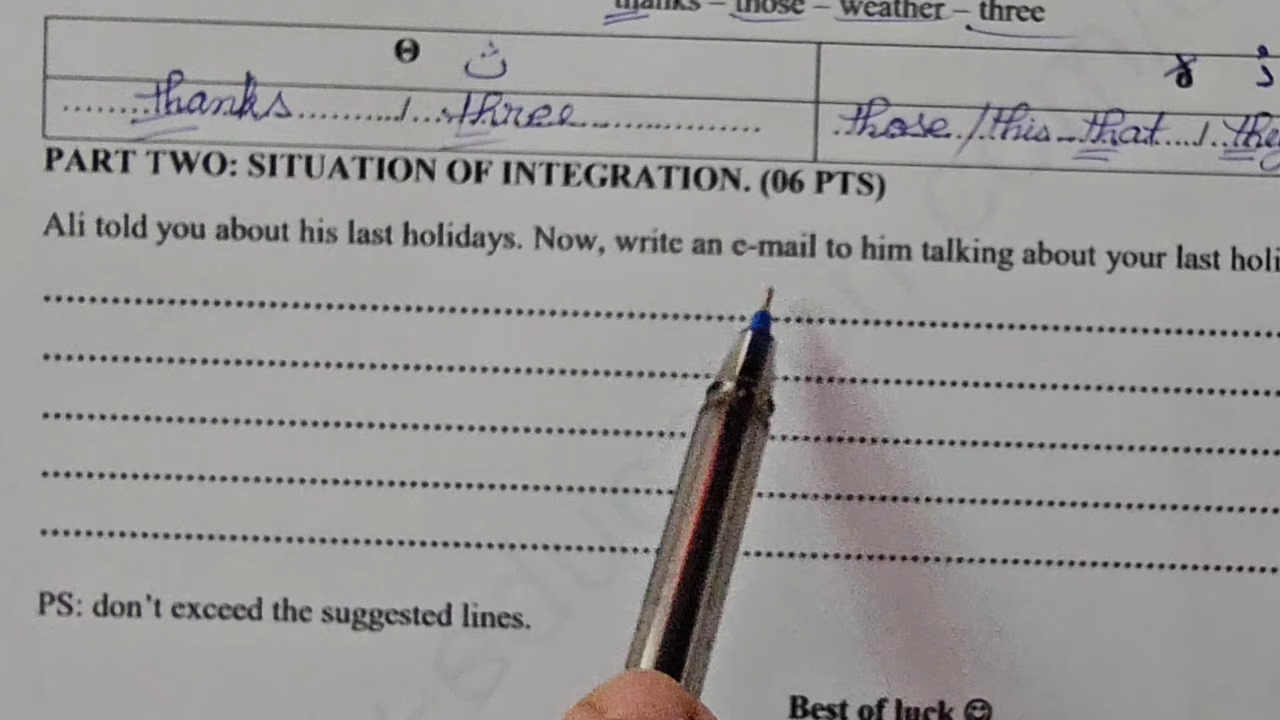 thanks – those – weather – three
Θ ث
ذ
thanks / three
those / this that /
PART TWO: SITUATION OF INTEGRATION. (06 PTS)
Ali told you about his last holidays. Now, write an e-mail to him talking about your last holi
PS: don't exceed the suggested lines.
Best of luck ☺